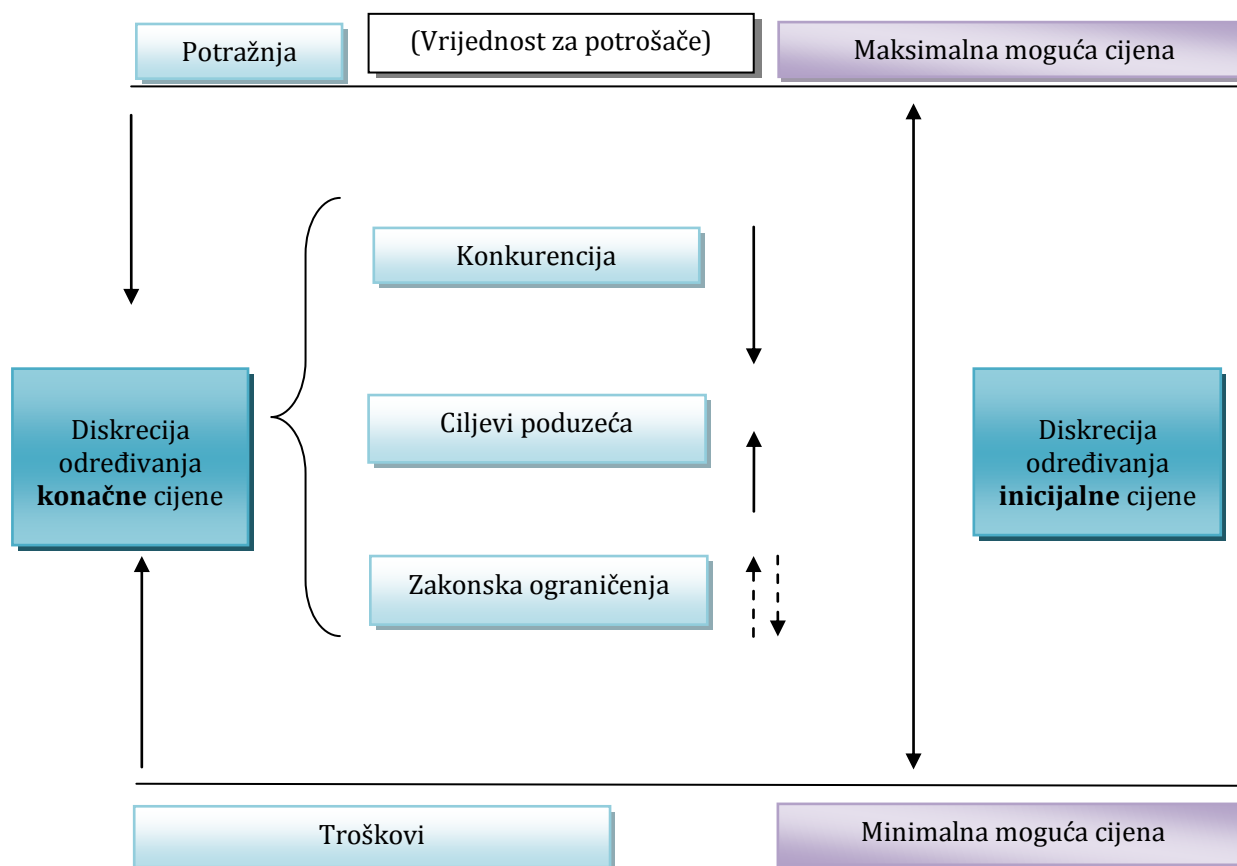 Potražnja
(Vrijednost za potrošače)
Maksimalna moguća cijena
Konkurencija
Diskrecija
određivanja
konačne cijene
Ciljevi poduzeća
Diskrecija
određivanja
inicijalne cijene
Zakonska ograničenja
Troškovi
Minimalna moguća cijena